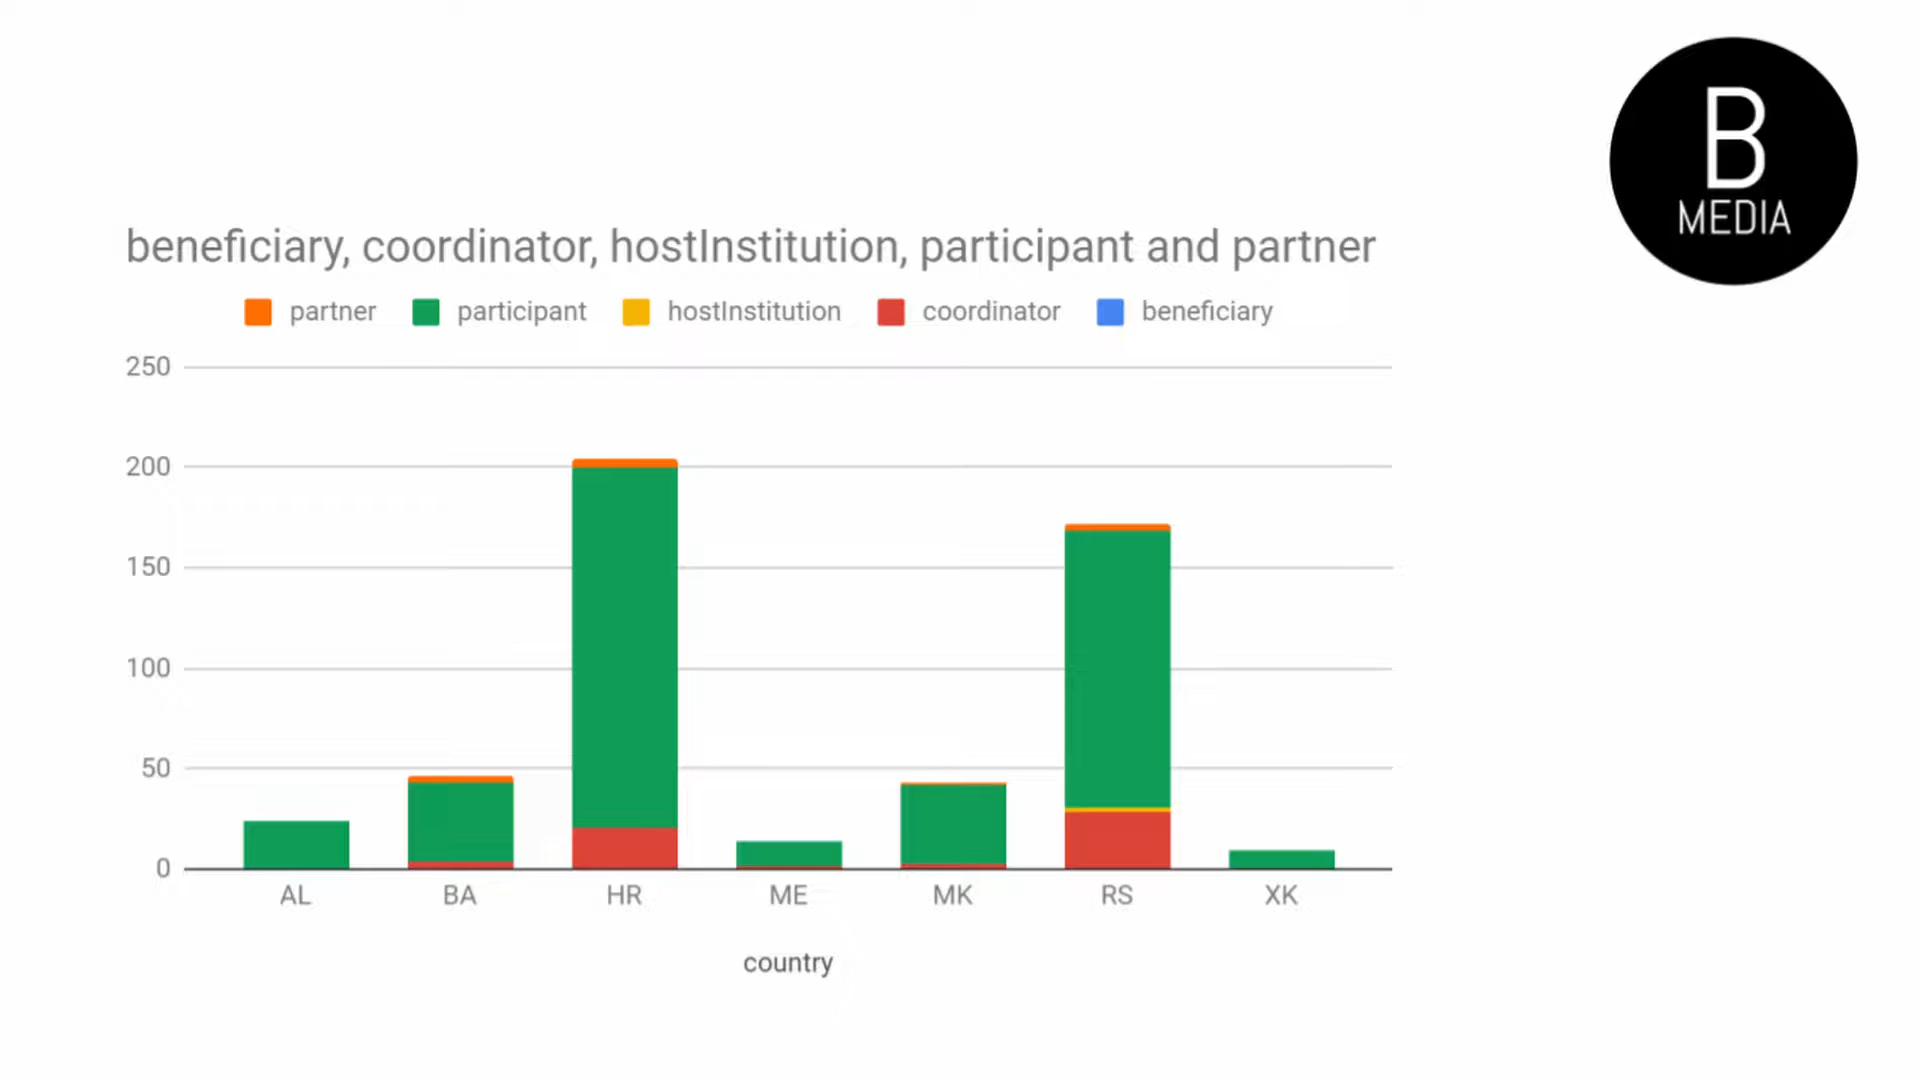 B
MEDIA
beneficiary, coordinator, hostInstitution, participant and partner
partner participant hostInstitution coordinator beneficiary
250
200
150
100
50
0
AL BA HR ME MK RS XK
country